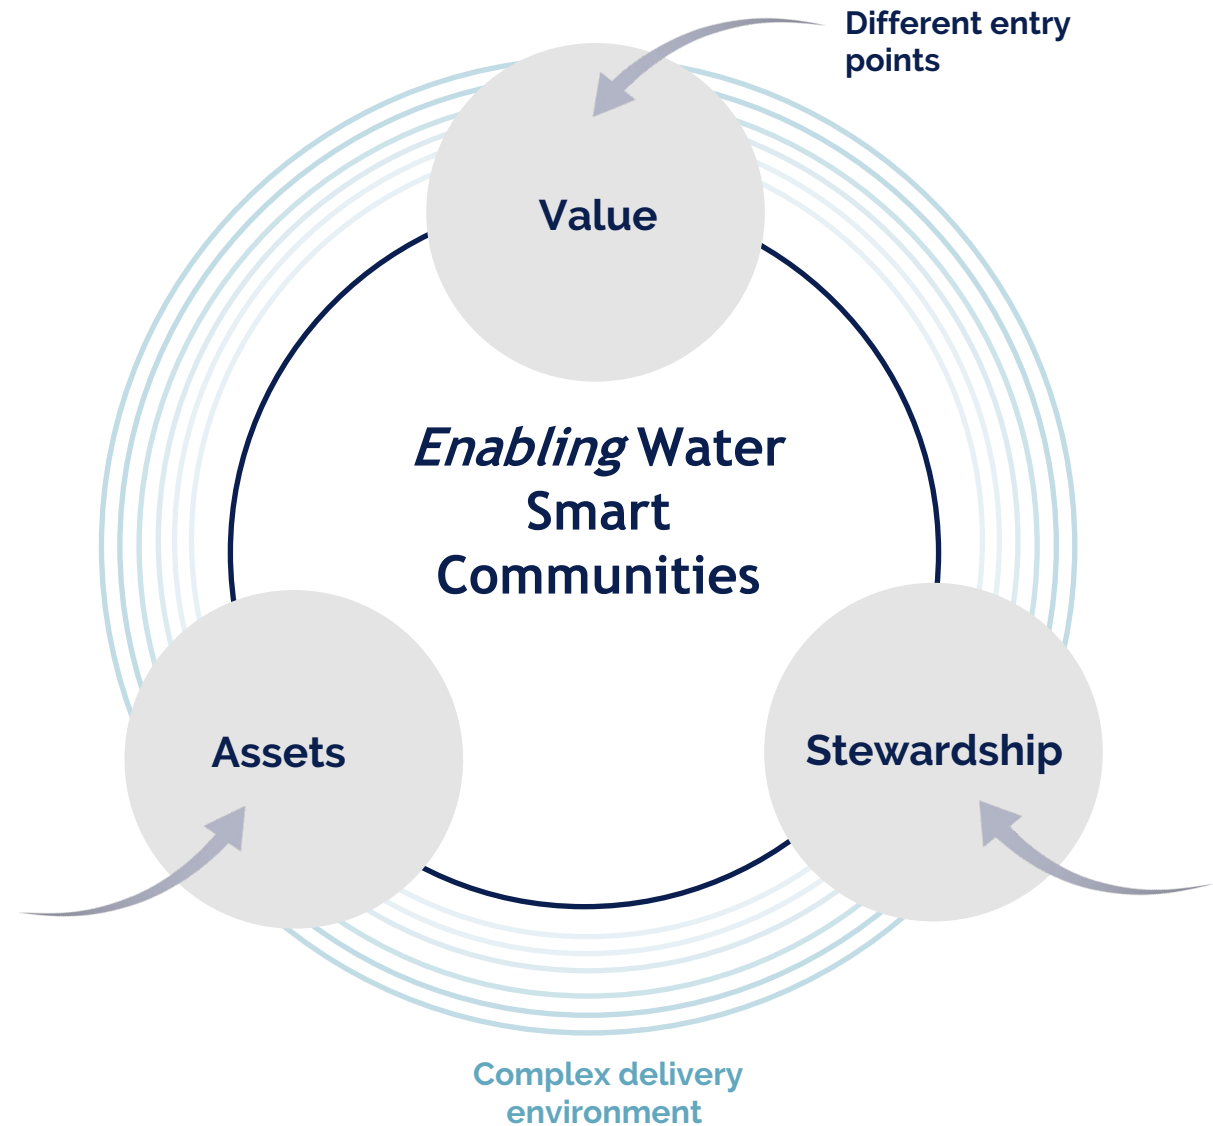 Different entry
points
Value
Enabling Water
Smart
Communities
Assets
Stewardship
Complex delivery
environment